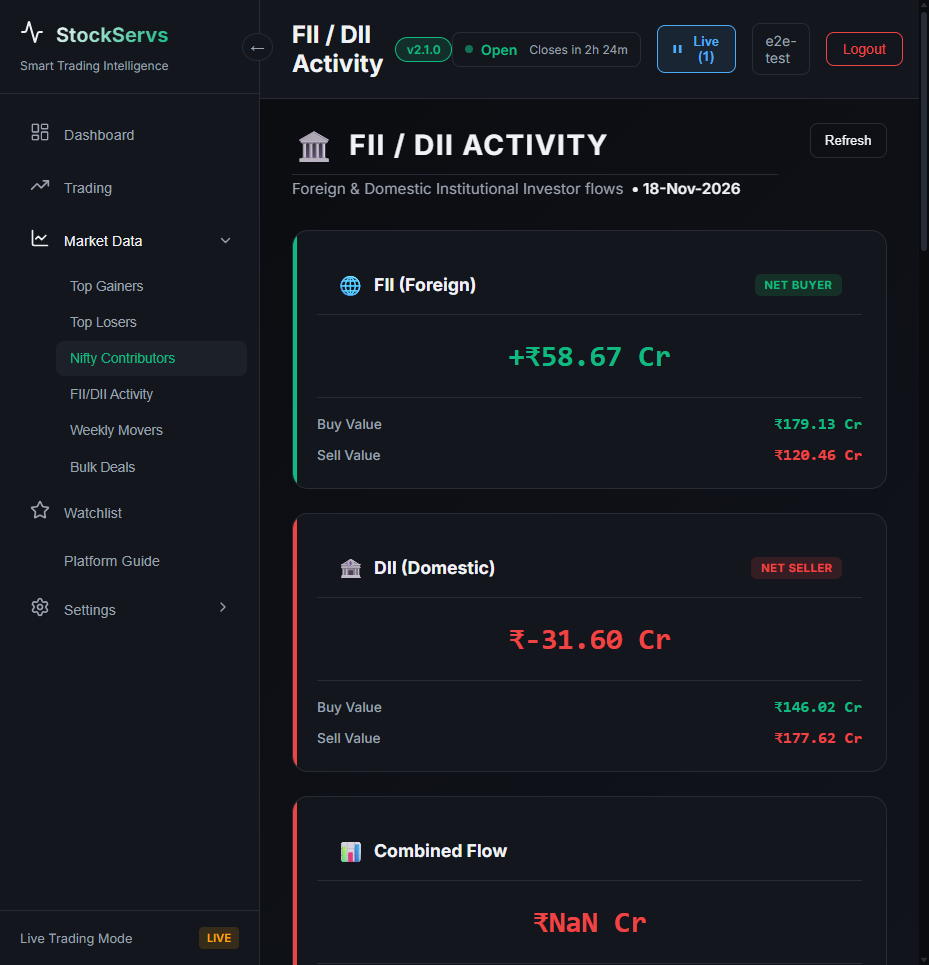 StockServs
Smart Trading Intelligence
←
Dashboard
Trading
Market Data
Top Gainers
Top Losers
Nifty Contributors
FII/DII Activity
Weekly Movers
Bulk Deals
Watchlist
Platform Guide
Settings
Live Trading Mode LIVE
FII / DII
Activity
v2.1.0
Open Closes in 2h 24m
Live
(1)
e2e-
test
Logout
FII / DII ACTIVITY
Refresh
Foreign & Domestic Institutional Investor flows • 18-Nov-2026
FII (Foreign) NET BUYER
+₹58.67 Cr
Buy Value ₹179.13 Cr
Sell Value ₹120.46 Cr
DII (Domestic) NET SELLER
₹-31.60 Cr
Buy Value ₹146.02 Cr
Sell Value ₹177.62 Cr
Combined Flow
₹NaN Cr